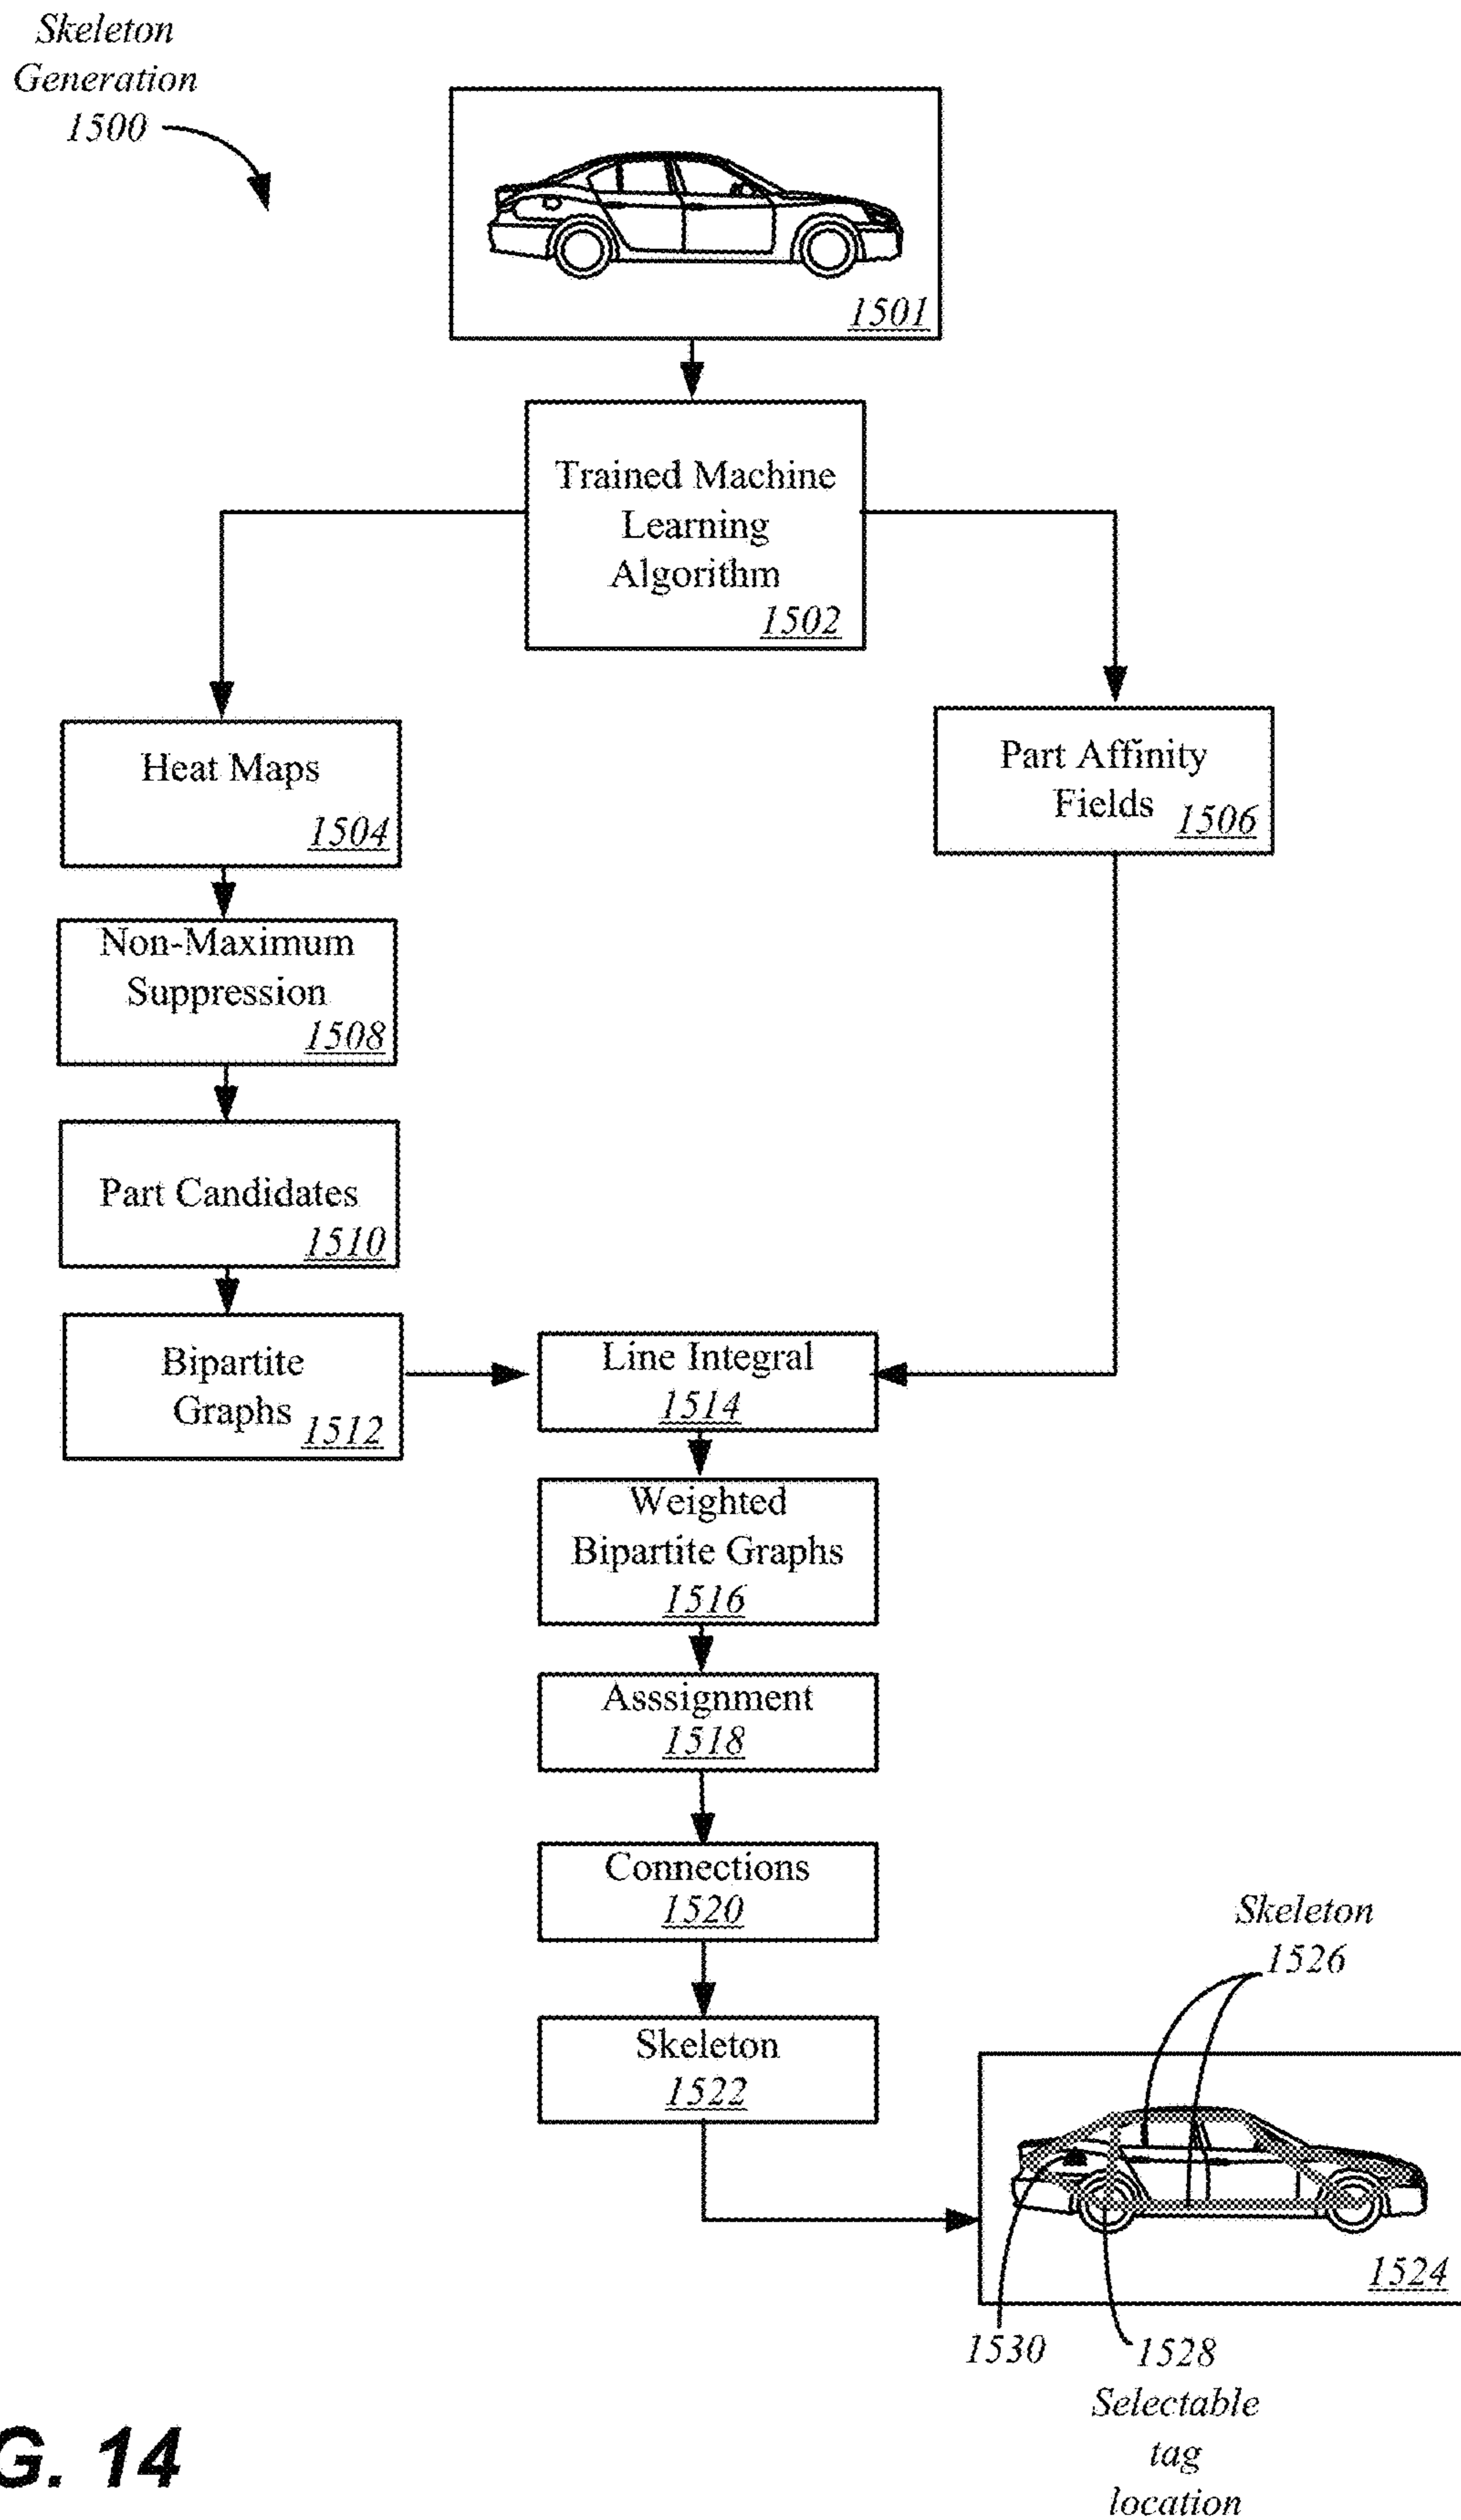 Skeleton
Generation
1500
1501
Trained Machine
Learning
Algorithm
1502
Heat Maps
1504
Part Affinity
Fields
1506
Non-Maximum
Suppression
1508
Part Candidates
1510
Bipartite
Graphs
1512
Line Integral
1514
Weighted
Bipartite Graphs
1516
Asssignment
1518
Connections
1520
Skeleton
1522
Skeleton
1526
1524
1530
1528
Selectable
tag
location
G. 14